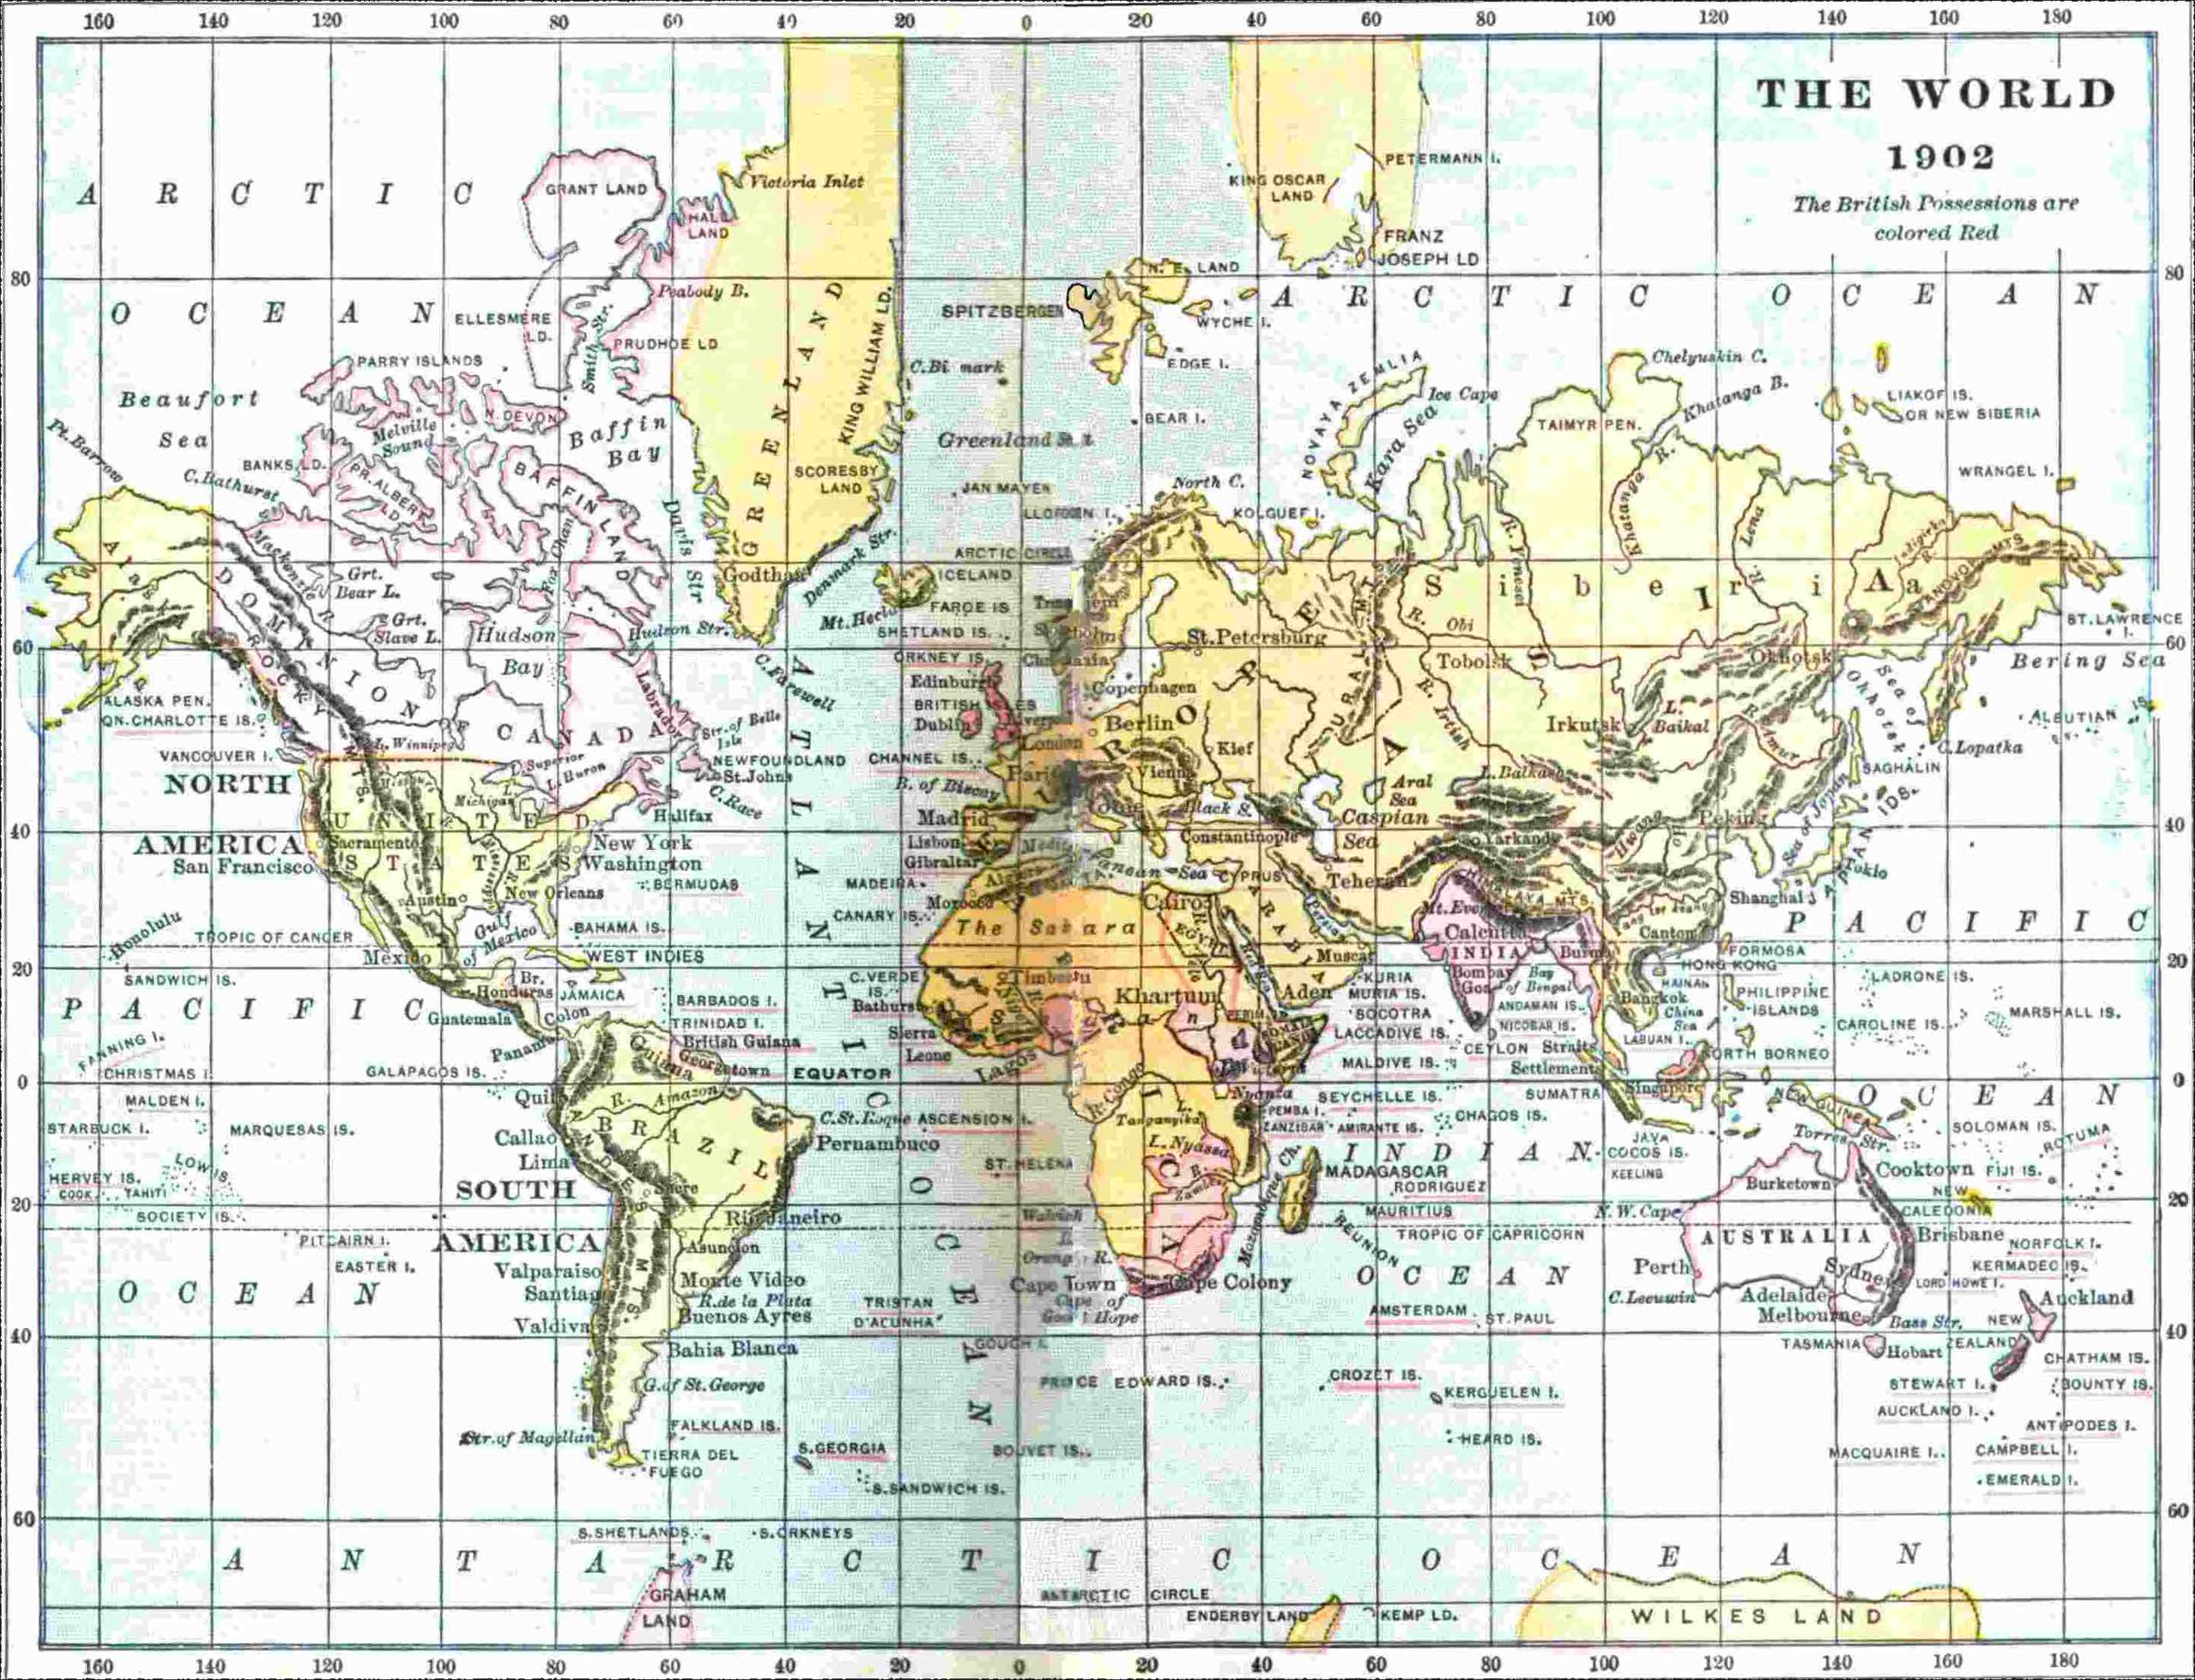 160 140 120 100 80 60 40 20 0 20 40 60 80 100 120 140 160 180
THE WORLD
1902
The British Possessions are
colored Red
ARCTIC
GRANT LAND
HALL
LAND
Victoria Inlet
KING OSCAR
LAND
PETERMANN I.
FRANZ
JOSEPH LD
80
80
OCEAN
ELLESMERE
LD.
Smith Str.
Peabody B.
PRUDHOE LD
GREENLAND
KING WILLIAM LD.
SPITZBERGEN
N. E. LAND
WYCHE I.
EDGE I.
ARCTIC OCEAN
PARRY ISLANDS
Beaufort
Sea
Melville
Sound
N. DEVON
Baffin
Bay
Greenland
BEAR I.
NOVAYA ZEMLIA
Ice Cape
Kara Sea
TAIMYR PEN.
Chelyuskin C.
Khatanga B.
LIAKOF IS.
OR NEW SIBERIA
WRANGEL I.
Pt. Barrow
C. Bathurst
BANKS LD.
PR. ALBERT
LD.
BAFFIN LAND
Davis
Str
SCORESBY
LAND
JAN MAYEN
North C.
KOLGUEF I.
Khatanga R.
Lena
R.
R. Yenesei
Alaska
Mackenzie R.
Grt.
Bear L.
Grt.
Slave L.
Fox Chan
Godthaab
Denmark Str.
ARCTIC CIRCLE
ICELAND
Mt. Hecla
FAROE IS
SHETLAND IS.
ORKNEY IS.
Siberia
R.
Obi
STANOVOI MTS
ST. LAWRENCE
I.
60
60
DOMINION OF CANADA
ROCKY MTS.
Hudson
Bay
Hudson Str.
Labrador
C. Farewell
St. Petersburg
Tobolsk
Okhotsk
Sea of
Okhotsk
Bering Sea
ALASKA PEN.
QN. CHARLOTTE IS.
VANCOUVER I.
L. Winnipeg
Str. of Belle
Isle
NEWFOUNDLAND
St. Johns
C. Race
Edinburgh
BRITISH ISLES
Dublin
London
CHANNEL IS.
B. of Biscay
Paris
Copenhagen
Berlin
Kief
Vienna
EUROPE
URAL MTS
R. Irtish
ASIA
Irkutsk
L.
Baikal
R. Amur
ALEUTIAN IS.
C. Lopatka
SAGHALIN
NORTH
AMERICA
San Francisco
Sacramento
UNITED
STATES
L. Superior
L. Huron
Michigan
Halifax
New York
Washington
New Orleans
Austin
BERMUDAS
40
40
Madrid
Lisbon
Gibraltar
MADEIRA
Morocco
CANARY IS.
Mediterranean Sea
CYPRUS
Black S.
Constantinople
Caspian
Sea
Aral
Sea
L. Balkash
Yarkand
Teheran
HIMALAYA MTS.
Hwang Ho
Peking
Sea of Japan
JAPAN
IDS.
Tokio
Shanghai
ATLANTIC OCEAN
Honolulu
TROPIC OF CANCER
SANDWICH IS.
Mexico
Gulf
of Mexico
BAHAMA IS.
WEST INDIES
The Sahara
Cairo
EGYPT
ARABIA
Persian
Muscat
Mt. Everest
Calcutta
INDIA
Burma
Canton
FORMOSA
HONG KONG
HAINAN
PACIFIC
20
20
Br.
Honduras
JAMAICA
Guatemala
Colon
Panama
BARBADOS I.
TRINIDAD I.
British Guiana
Guiana
Georgetown
C. VERDE
IS.
Bathurst
Sierra
Leone
Lagos
Timbuctu
Khartum
Aden
PERIM I.
SOMALI
LAND
KURIA
MURIA IS.
SOCOTRA
LACCADIVE IS.
MALDIVE IS.
Bombay
Goa
Bay
of Bengal
ANDAMAN IS.
NICOBAR IS.
CEYLON
Straits
Settlements
Bangkok
China
Sea
LABUAN I.
PHILIPPINE
ISLANDS
NORTH BORNEO
LADRONE IS.
MARSHALL IS.
CAROLINE IS.
PACIFIC
FANNING I.
CHRISTMAS I.
GALAPAGOS IS.
0
0
EQUATOR
MALDEN I.
STARBUCK I.
MARQUESAS IS.
Quito
R. Amazon
BRAZIL
C. St. Roque
Pernambuco
ASCENSION I.
R. Congo
Nyanza
L.
Tanganyika
L. Nyassa
AFRICA
PEMBA I.
ZANZIBAR
SEYCHELLE IS.
AMIRANTE IS.
CHAGOS IS.
SUMATRA
Singapore
JAVA
COCOS IS.
KEELING
NEW GUINEA
Torres Str.
OCEAN
SOLOMAN IS.
ROTUMA
HERVEY IS.
COOK.
LOW IS.
TAHITI
SOCIETY IS.
Callao
Lima
ANDES MTS.
Sucre
SOUTH
AMERICA
ST. HELENA
Walvich
R.
Zambesi
Mozambique Ch.
MADAGASCAR
RODRIGUEZ
MAURITIUS
REUNION
INDIAN
OCEAN
Burketown
Cooktown
FIJI IS.
NEW
CALEDONIA
N. W. Cape
AUSTRALIA
Brisbane
NORFOLK I.
20
20
PITCAIRN I.
EASTER I.
OCEAN
Rio Janeiro
Asuncion
Valparaiso
Santiago
Valdiva
Monte Video
R. de la Plata
Buenos Ayres
Bahia Blanca
G. of St. George
TROPIC OF CAPRICORN
Orange R.
Cape Town
Cape Colony
Cape of
Good Hope
TRISTAN
D'ACUNHA
GOUGH I.
AMSTERDAM
ST. PAUL
Perth
C. Leeuwin
Adelaide
Melbourne
Sydney
Bass Str.
LORD HOWE I.
KERMADEC IS.
Auckland
NEW
ZEALAND
TASMANIA
Hobart
40
40
CHATHAM IS.
STEWART I.
BOUNTY IS.
AUCKLAND I.
ANTIPODES I.
MACQUAIRE I.
CAMPBELL I.
EMERALD I.
PRINCE EDWARD IS.
CROZET IS.
KERGUELEN I.
HEARD IS.
FALKLAND IS.
Str. of Magellan
TIERRA DEL
FUEGO
S. GEORGIA
S. SANDWICH IS.
BOUVET IS.
60
60
S. SHETLANDS
S. ORKNEYS
ANTARCTIC OCEAN
GRAHAM
LAND
ANTARCTIC CIRCLE
ENDERBY LAND
KEMP LD.
WILKES LAND
160 140 120 100 80 60 40 20 0 20 40 60 80 100 120 140 160 180